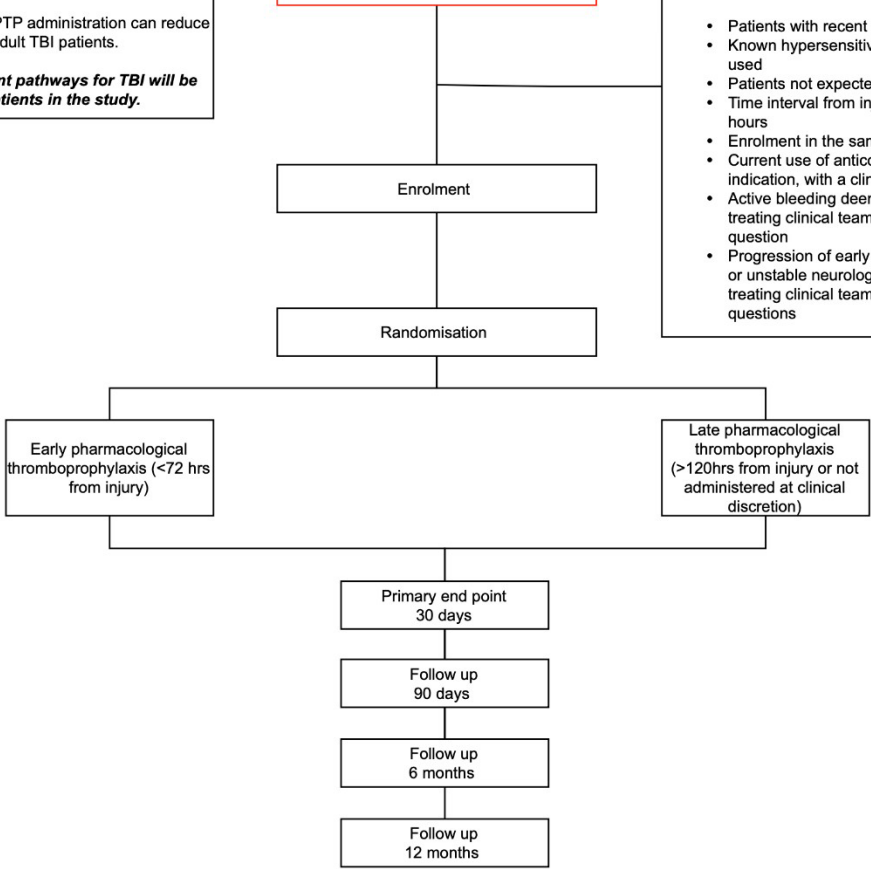 PTP administration can reduce
dult TBI patients.
nt pathways for TBI will be
tients in the study.
• Patients with recent
• Known hypersensitiv
used
• Patients not expecte
• Time interval from in
hours
• Enrolment in the sam
• Current use of antico
indication, with a clin
• Active bleeding deem
treating clinical team
question
• Progression of early
or unstable neurolog
treating clinical team
questions
Enrolment
Randomisation
Early pharmacological
thromboprophylaxis (<72 hrs
from injury)
Late pharmacological
thromboprophylaxis
(>120hrs from injury or not
administered at clinical
discretion)
Primary end point
30 days
Follow up
90 days
Follow up
6 months
Follow up
12 months